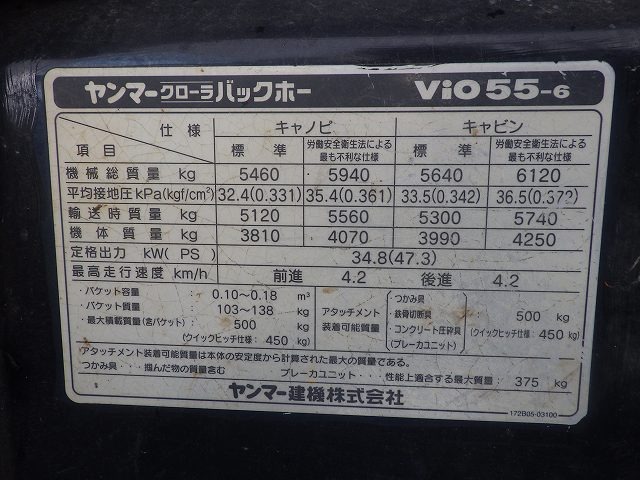 ヤンマークローラバックホー ViO55-6
仕様 キャノピ キャビン
項目 標準 労働安全衛生法による最も不利な仕様 標準 労働安全衛生法による最も不利な仕様
機械総質量 kg 5460 5940 5640 6120
平均接地圧 kPa(kgf/cm²) 32.4(0.331) 35.4(0.361) 33.5(0.342) 36.5(0.372)
輸送時質量 kg 5120 5560 5300 5740
機体質量 kg 3810 4070 3990 4250
定格出力 kW(PS) 34.8(47.3)
最高走行速度 km/h 前進 4.2 後進 4.2
・バケット容量 0.10〜0.18 m³
・バケット質量 103〜138 kg
・最大積載質量(含バケット) 500 kg
(クイックヒッチ仕様:450 kg)
アタッチメント装着可能質量
・つかみ具
・鉄骨切断具
・コンクリート圧砕具
(ブレーカユニット)
500 kg
(クイックヒッチ仕様:450 kg)
アタッチメント装着可能質量は本体の安定度から計算された最大の質量である。
つかみ具・・・掴んだ物の質量含む ブレーカユニット・・・性能上適合する最大質量:375 kg
ヤンマー建機株式会社
172B05-03100